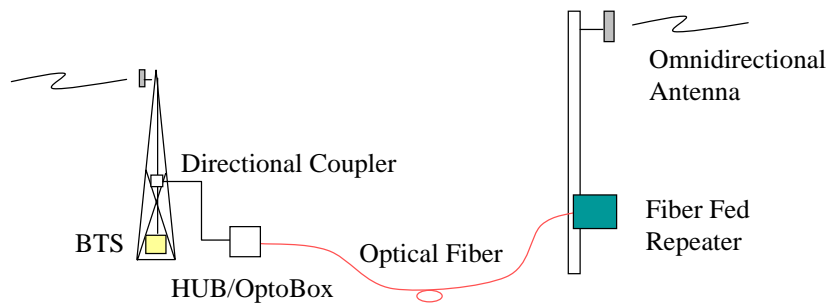 Omnidirectional
Antenna
Directional Coupler
BTS
HUB/OptoBox
Optical Fiber
Fiber Fed
Repeater